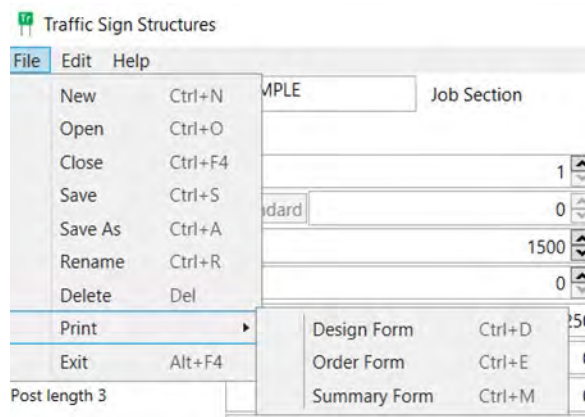 Tr Traffic Sign Structures
File Edit Help
New Ctrl+N
MPLE
Job Section
Open Ctrl+O
Close Ctrl+F4
1
Save Ctrl+S
dard
0
Save As Ctrl+A
1500
Rename Ctrl+R
0
Delete Del
Print
Design Form Ctrl+D
Exit Alt+F4
Order Form Ctrl+E
Post length 3
Summary Form Ctrl+M